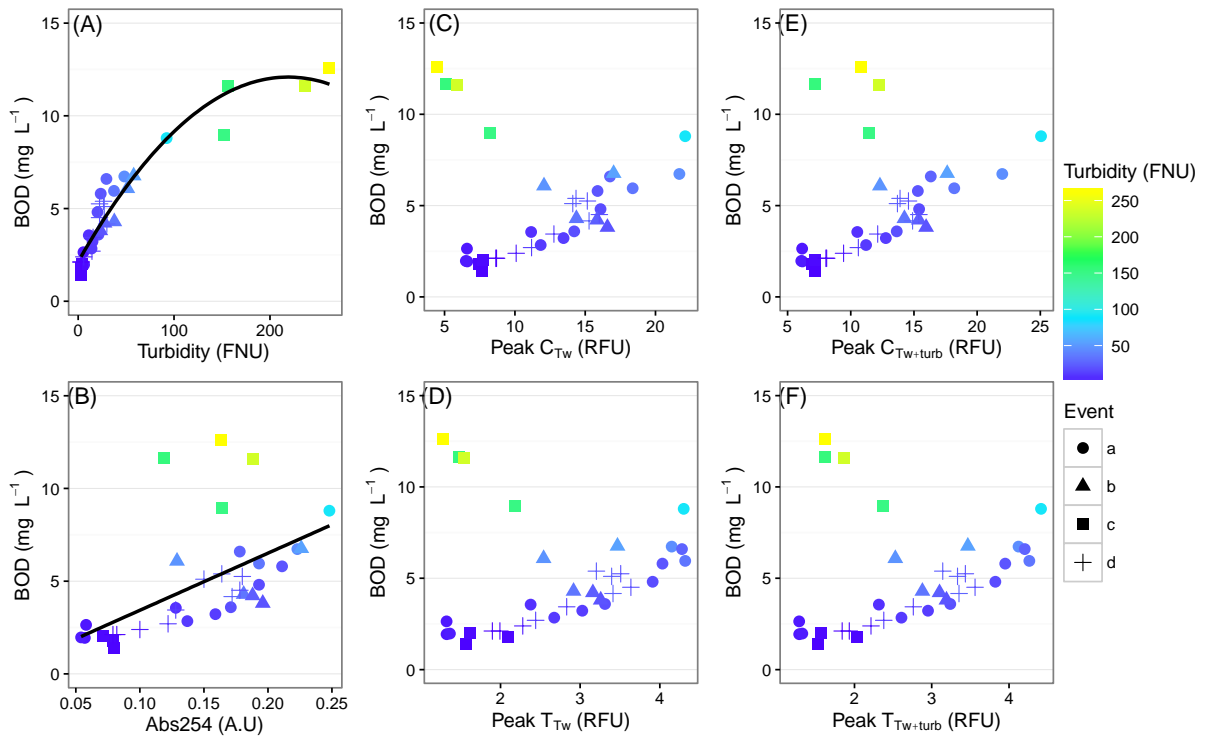 (A)
15
10
5
0
BOD (mg L⁻¹)
0 100 200
Turbidity (FNU)
(C)
15
10
5
0
BOD (mg L⁻¹)
5 10 15 20
Peak C_Tw (RFU)
(E)
15
10
5
0
BOD (mg L⁻¹)
5 10 15 20 25
Peak C_Tw+turb (RFU)
(B)
15
10
5
0
BOD (mg L⁻¹)
0.05 0.10 0.15 0.20 0.25
Abs254 (A.U)
(D)
15
10
5
0
BOD (mg L⁻¹)
2 3 4
Peak T_Tw (RFU)
(F)
15
10
5
0
BOD (mg L⁻¹)
2 3 4
Peak T_Tw+turb (RFU)
Turbidity (FNU)
250
200
150
100
50
Event
a
b
c
d